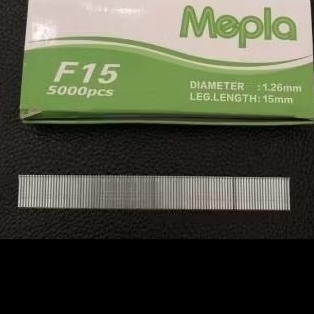 Mepla
F15
5000pcs
DIAMETER :1.26mm
LEG.LENGTH:15mm